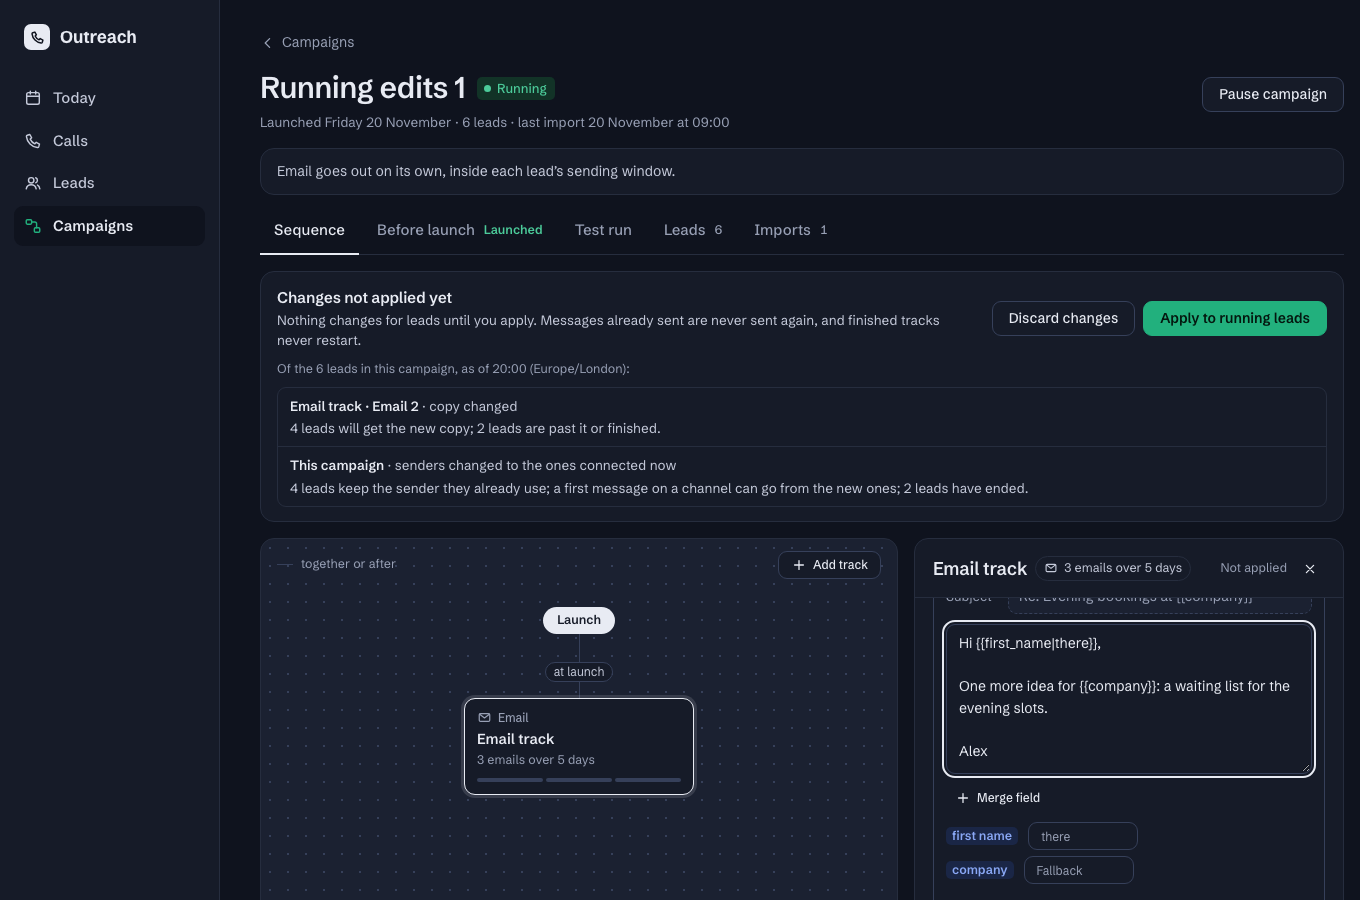 Outreach
Today
Calls
Leads
Campaigns
Campaigns
Running edits 1
Running
Pause campaign
Launched Friday 20 November · 6 leads · last import 20 November at 09:00
Email goes out on its own, inside each lead’s sending window.
Sequence
Before launch Launched
Test run
Leads 6
Imports 1
Changes not applied yet
Nothing changes for leads until you apply. Messages already sent are never sent again, and finished tracks
never restart.
Discard changes
Apply to running leads
Of the 6 leads in this campaign, as of 20:00 (Europe/London):
Email track · Email 2 · copy changed
4 leads will get the new copy; 2 leads are past it or finished.
This campaign · senders changed to the ones connected now
4 leads keep the sender they already use; a first message on a channel can go from the new ones; 2 leads have ended.
together or after
+ Add track
Launch
at launch
Email
Email track
3 emails over 5 days
Email track
3 emails over 5 days
Not applied
Subject
Re: Evening bookings at {{company}}
Hi {{first_name|there}},
One more idea for {{company}}: a waiting list for the
evening slots.
Alex
+ Merge field
first name
there
company
Fallback